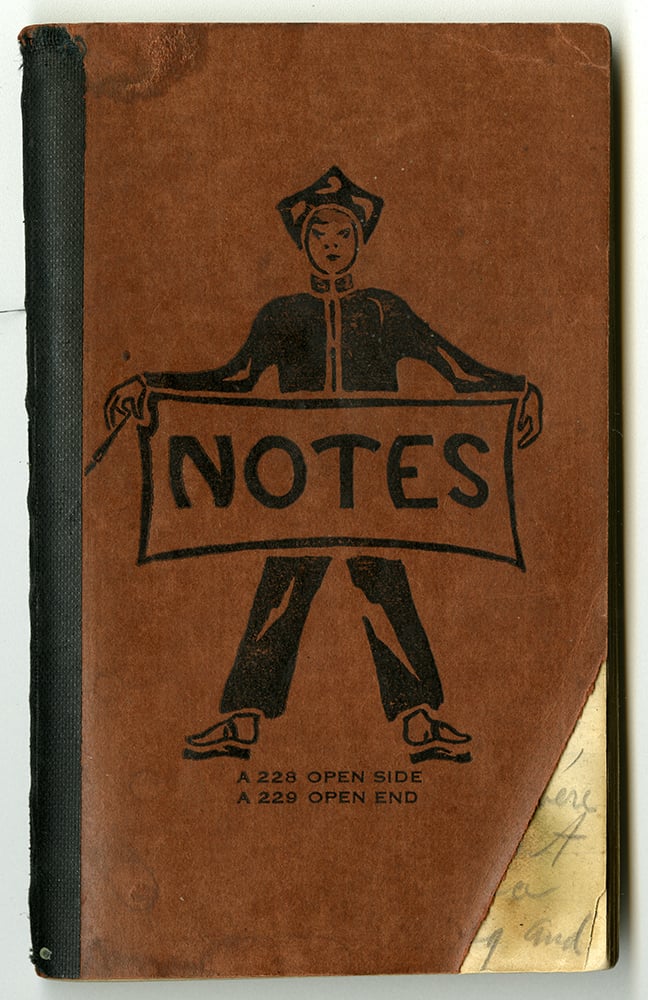 NOTES
A 228 OPEN SIDE
A 229 OPEN END
A
a
and